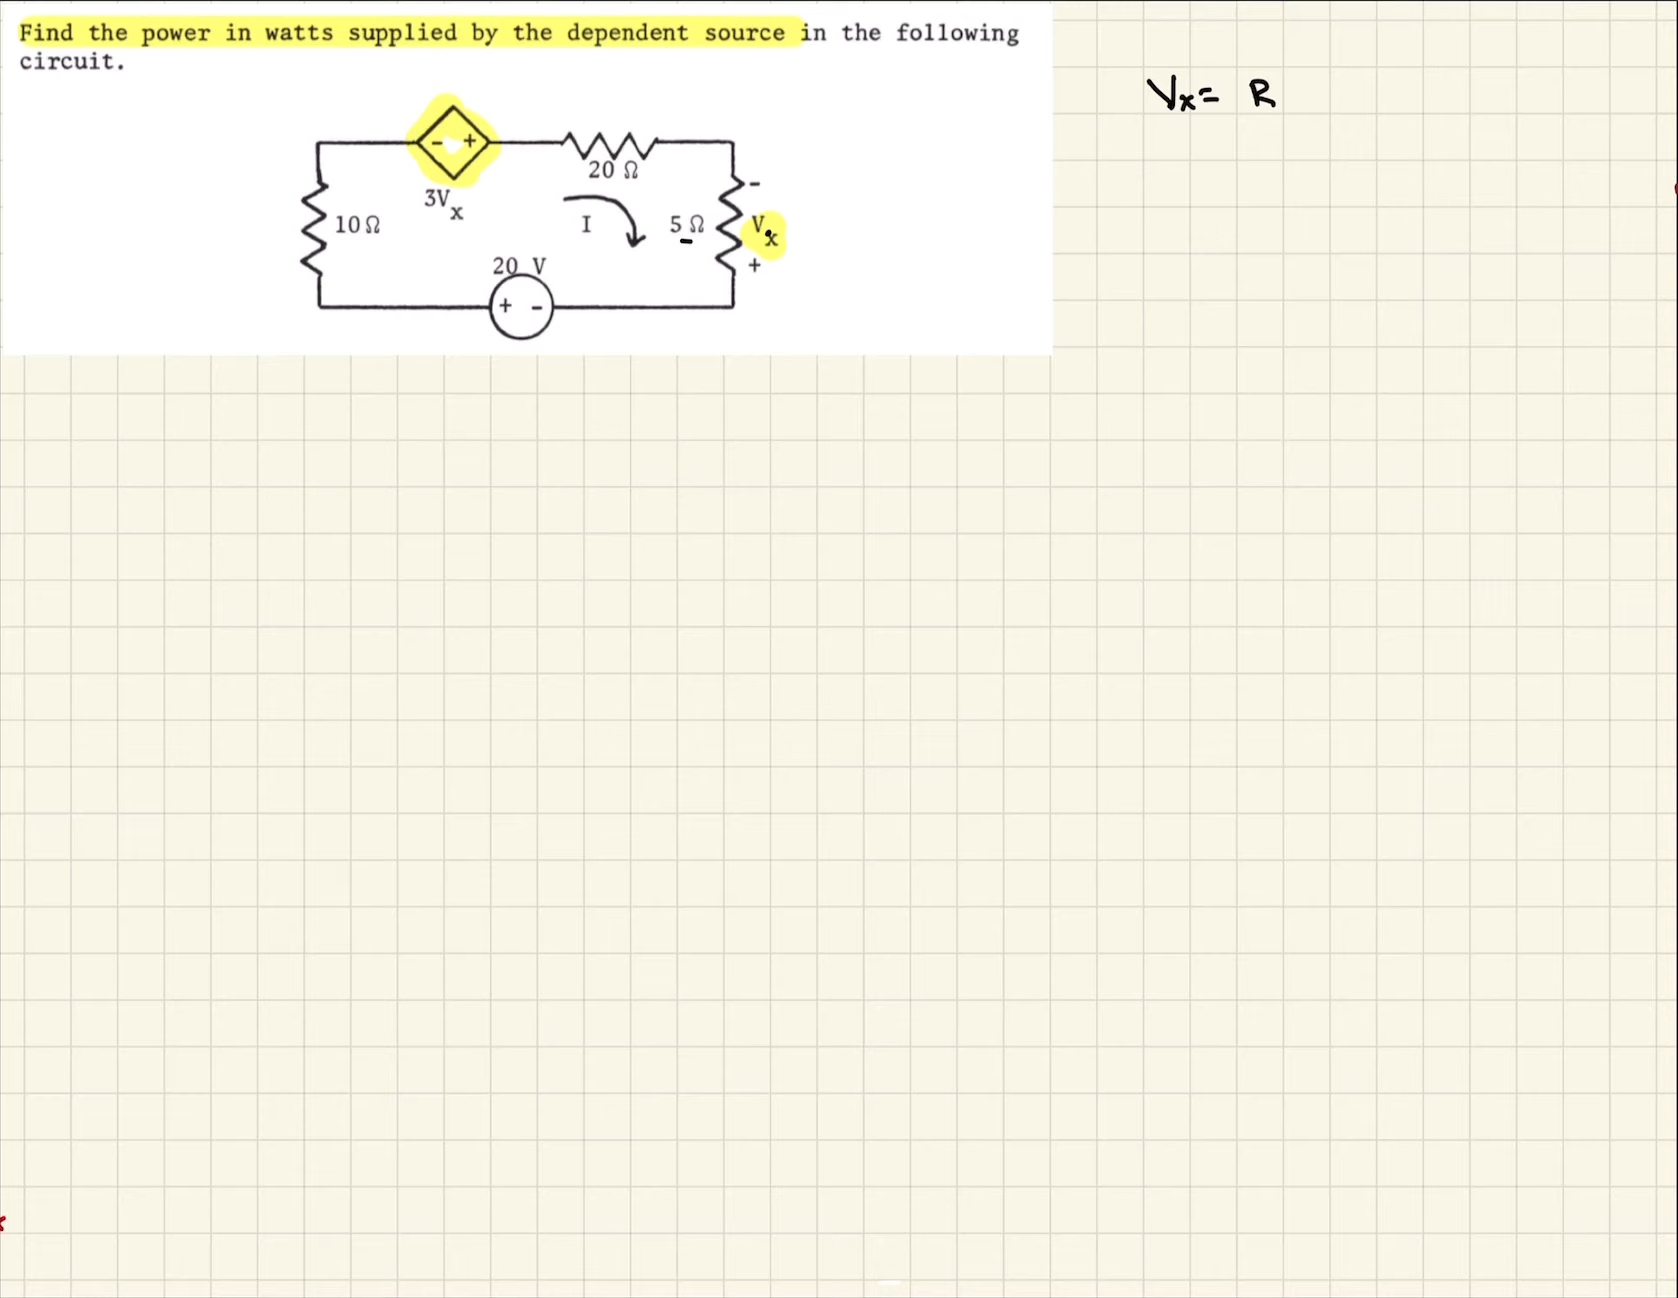 Find the power in watts supplied by the dependent source in the following
circuit.
Vx = R
- +
20 Ω
3Vx
-
10 Ω
I
5 Ω
Vx
+
20 V
+ -